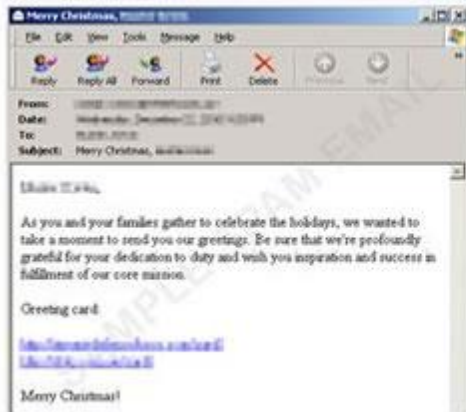 Merry Christmas,
File Edit View Tools Message Help
Reply Reply All Forward Print Delete Previous Next
From:
Date:
To:
Subject: Merry Christmas,
As you and your families gather to celebrate the holidays, we wanted to
take a moment to send you our greetings. Be sure that we're profoundly
grateful for your dedication to duty and wish you inspiration and success in
fulfillment of our core mission.
Greeting card:
Merry Christmas!
SAMPLE SPAM EMAIL